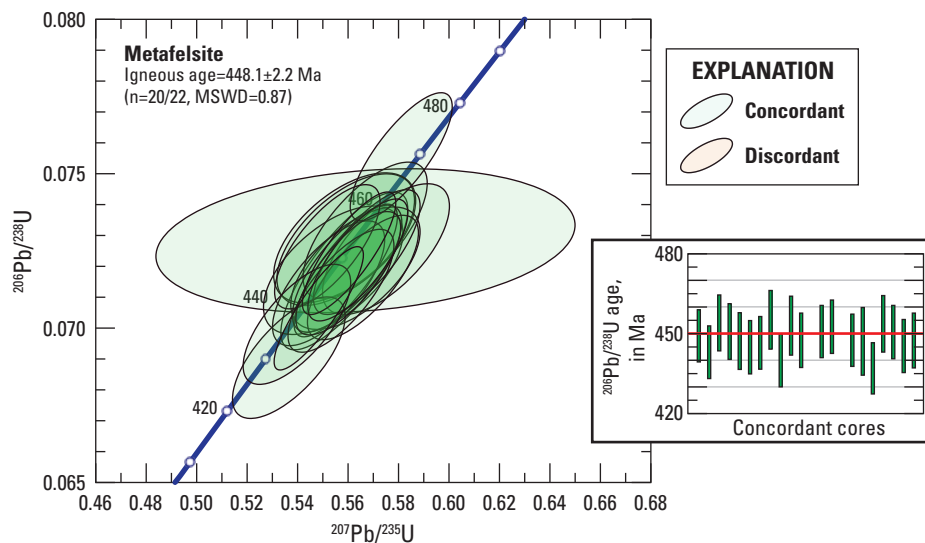 Metafelsite
Igneous age=448.1±2.2 Ma
(n=20/22, MSWD=0.87)
0.080
0.075
0.070
0.065
²⁰⁶Pb/²³⁸U
480
460
440
420
0.46 0.48 0.50 0.52 0.54 0.56 0.58 0.60 0.62 0.64 0.66 0.68
²⁰⁷Pb/²³⁵U
EXPLANATION
Concordant
Discordant
480
450
420
²⁰⁶Pb/²³⁸U age,
in Ma
Concordant cores